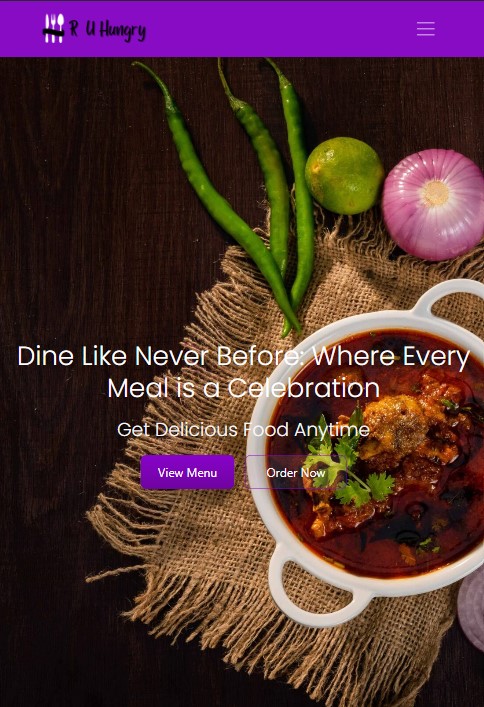 R U Hungry
Dine Like Never Before: Where Every
Meal is a Celebration
Get Delicious Food Anytime
View Menu
Order Now